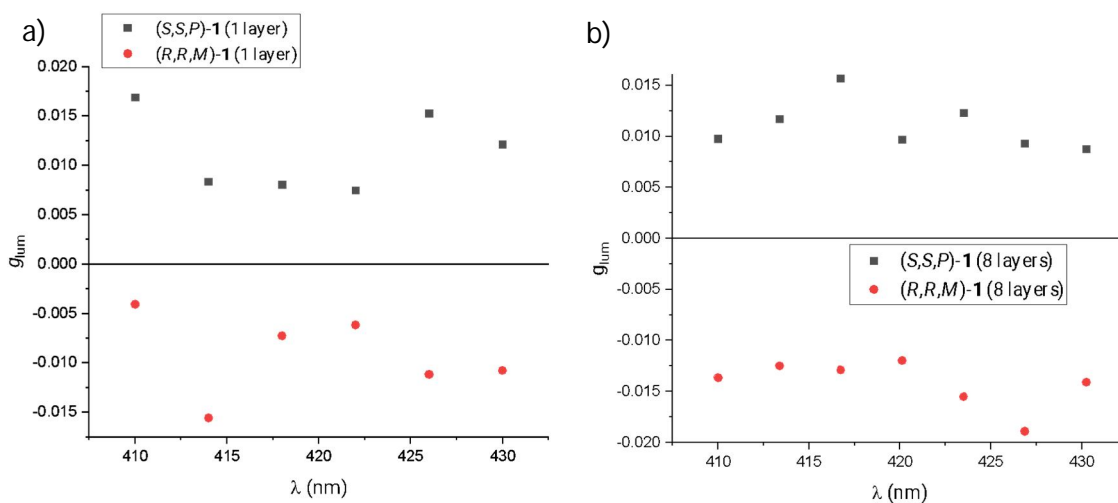 a)
(S,S,P)-1 (1 layer)
(R,R,M)-1 (1 layer)
0.020
0.015
0.010
0.005
0.000
-0.005
-0.010
-0.015
glum
410
415
420
425
430
λ (nm)
b)
0.015
0.010
0.005
0.000
-0.005
-0.010
-0.015
-0.020
glum
(S,S,P)-1 (8 layers)
(R,R,M)-1 (8 layers)
410
415
420
425
430
λ (nm)